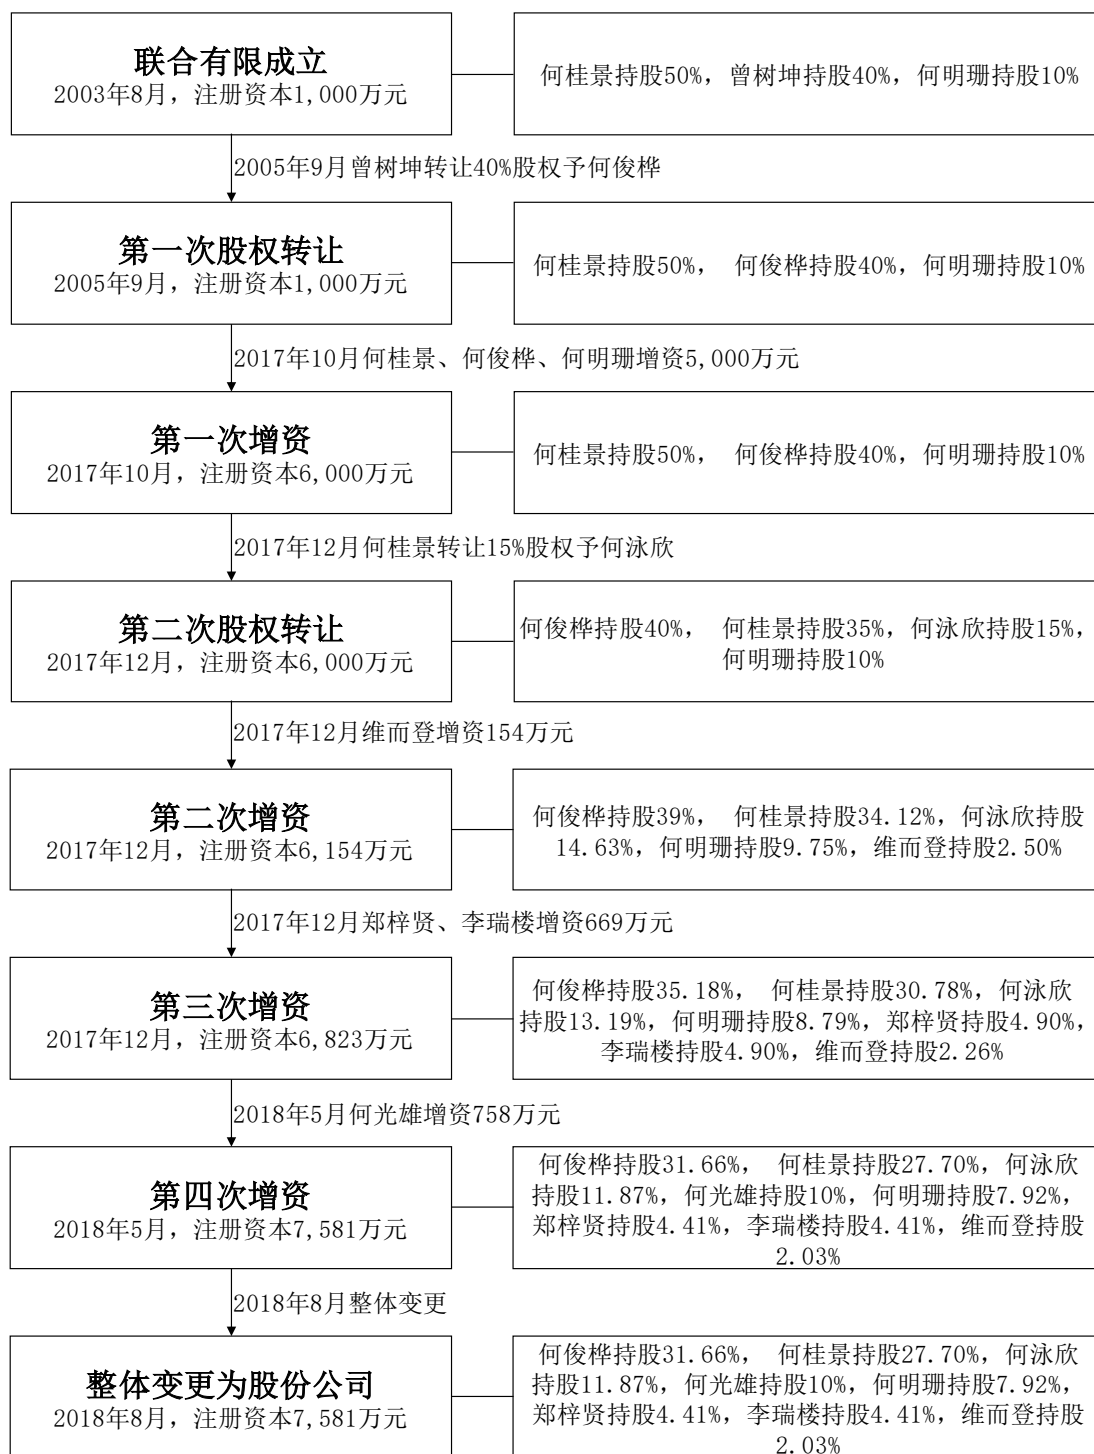 联合有限成立
2003年8月，注册资本1,000万元
何桂景持股50%，曾树坤持股40%，何明珊持股10%
2005年9月曾树坤转让40%股权予何俊桦
第一次股权转让
2005年9月，注册资本1,000万元
何桂景持股50%， 何俊桦持股40%，何明珊持股10%
2017年10月何桂景、何俊桦、何明珊增资5,000万元
第一次增资
2017年10月，注册资本6,000万元
何桂景持股50%， 何俊桦持股40%，何明珊持股10%
2017年12月何桂景转让15%股权予何泳欣
第二次股权转让
2017年12月，注册资本6,000万元
何俊桦持股40%， 何桂景持股35%，何泳欣持股15%，
何明珊持股10%
2017年12月维而登增资154万元
第二次增资
2017年12月，注册资本6,154万元
何俊桦持股39%， 何桂景持股34.12%，何泳欣持股
14.63%，何明珊持股9.75%，维而登持股2.50%
2017年12月郑梓贤、李瑞楼增资669万元
第三次增资
2017年12月，注册资本6,823万元
何俊桦持股35.18%， 何桂景持股30.78%，何泳欣
持股13.19%，何明珊持股8.79%，郑梓贤持股4.90%，
李瑞楼持股4.90%，维而登持股2.26%
2018年5月何光雄增资758万元
第四次增资
2018年5月，注册资本7,581万元
何俊桦持股31.66%， 何桂景持股27.70%，何泳欣
持股11.87%，何光雄持股10%，何明珊持股7.92%，
郑梓贤持股4.41%，李瑞楼持股4.41%，维而登持股
2.03%
2018年8月整体变更
整体变更为股份公司
2018年8月，注册资本7,581万元
何俊桦持股31.66%， 何桂景持股27.70%，何泳欣
持股11.87%，何光雄持股10%，何明珊持股7.92%，
郑梓贤持股4.41%，李瑞楼持股4.41%，维而登持股
2.03%